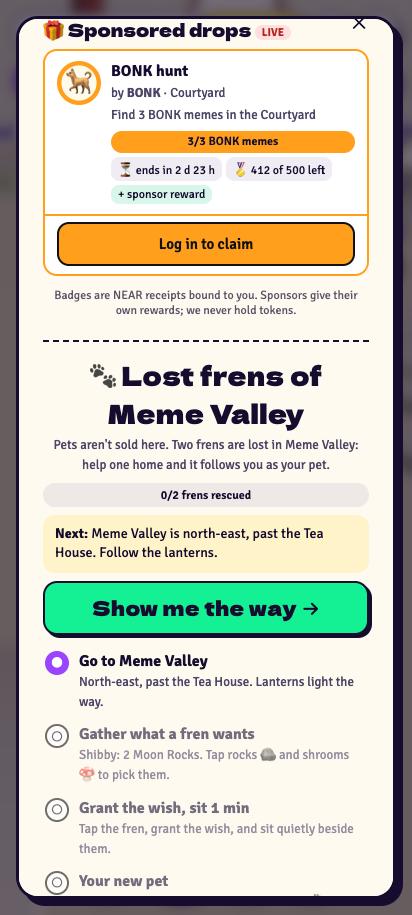 🎁 Sponsored drops LIVE
×
BONK hunt
by BONK · Courtyard
Find 3 BONK memes in the Courtyard
3/3 BONK memes
⏳ ends in 2 d 23 h 🏅 412 of 500 left
+ sponsor reward
Log in to claim
Badges are NEAR receipts bound to you. Sponsors give their
own rewards; we never hold tokens.
🐾 Lost frens of
Meme Valley
Pets aren't sold here. Two frens are lost in Meme Valley:
help one home and it follows you as your pet.
0/2 frens rescued
Next: Meme Valley is north-east, past the Tea
House. Follow the lanterns.
Show me the way →
Go to Meme Valley
North-east, past the Tea House. Lanterns light the
way.
Gather what a fren wants
Shibby: 2 Moon Rocks. Tap rocks 🪨 and shrooms
🍄 to pick them.
Grant the wish, sit 1 min
Tap the fren, grant the wish, and sit quietly beside
them.
Your new pet